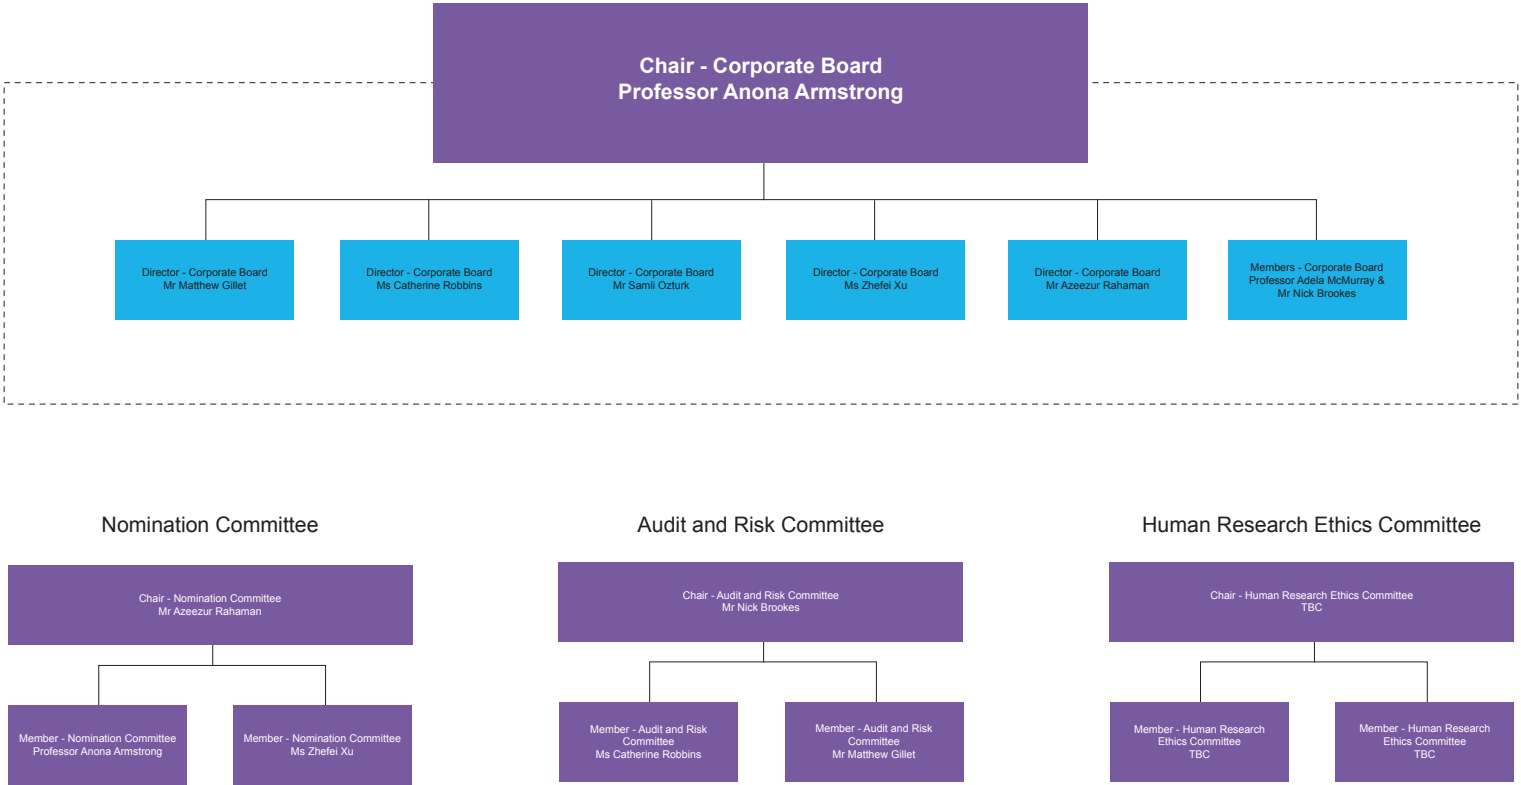 Chair - Corporate Board
Professor Anona Armstrong
Director - Corporate Board
Mr Matthew Gillet
Director - Corporate Board
Ms Catherine Robbins
Director - Corporate Board
Mr Samli Ozturk
Director - Corporate Board
Ms Zhefei Xu
Director - Corporate Board
Mr Azeezur Rahaman
Members - Corporate Board
Professor Adela McMurray &
Mr Nick Brookes
Nomination Committee
Chair - Nomination Committee
Mr Azeezur Rahaman
Member - Nomination Committee
Professor Anona Armstrong
Member - Nomination Committee
Ms Zhefei Xu
Audit and Risk Committee
Chair - Audit and Risk Committee
Mr Nick Brookes
Member - Audit and Risk
Committee
Ms Catherine Robbins
Member - Audit and Risk
Committee
Mr Matthew Gillet
Human Research Ethics Committee
Chair - Human Research Ethics Committee
TBC
Member - Human Research
Ethics Committee
TBC
Member - Human Research
Ethics Committee
TBC